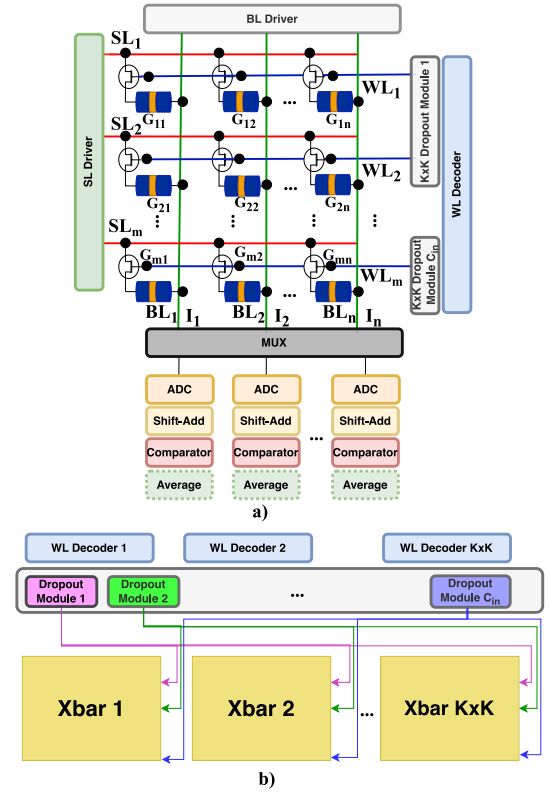 BL Driver
SL Driver
SL1
WL1
G11
G12
...
G1n
KxK Dropout Module 1
WL Decoder
SL2
WL2
G21
G22
...
G2n
SLm
Gm1
Gm2
Gmn
WLm
KxK Dropout
Module Cin
BL1
I1
BL2
I2
...
BLn
In
MUX
ADC
ADC
ADC
Shift-Add
Shift-Add
Shift-Add
...
Comparator
Comparator
Comparator
Average
Average
Average
a)
WL Decoder 1
WL Decoder 2
WL Decoder KxK
Dropout
Module 1
Dropout
Module 2
...
Dropout
Module Cin
Xbar 1
Xbar 2
...
Xbar KxK
b)